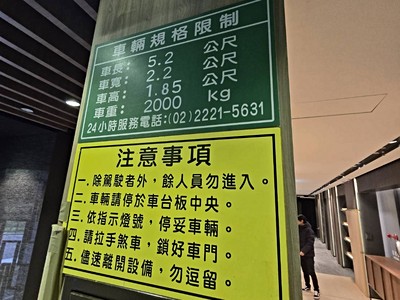 車輛規格限制
車長： 5.2 公尺
車寬： 2.2 公尺
車高： 1.85 公尺
車重： 2000 kg
24小時服務電話:(02)2221-5631
注意事項
一. 除駕駛者外，餘人員勿進入。
二. 車輛請停於車台板中央。
三. 依指示燈號，停妥車輛。
四. 請拉手煞車，鎖好車門。
五. 儘速離開設備，勿逗留。